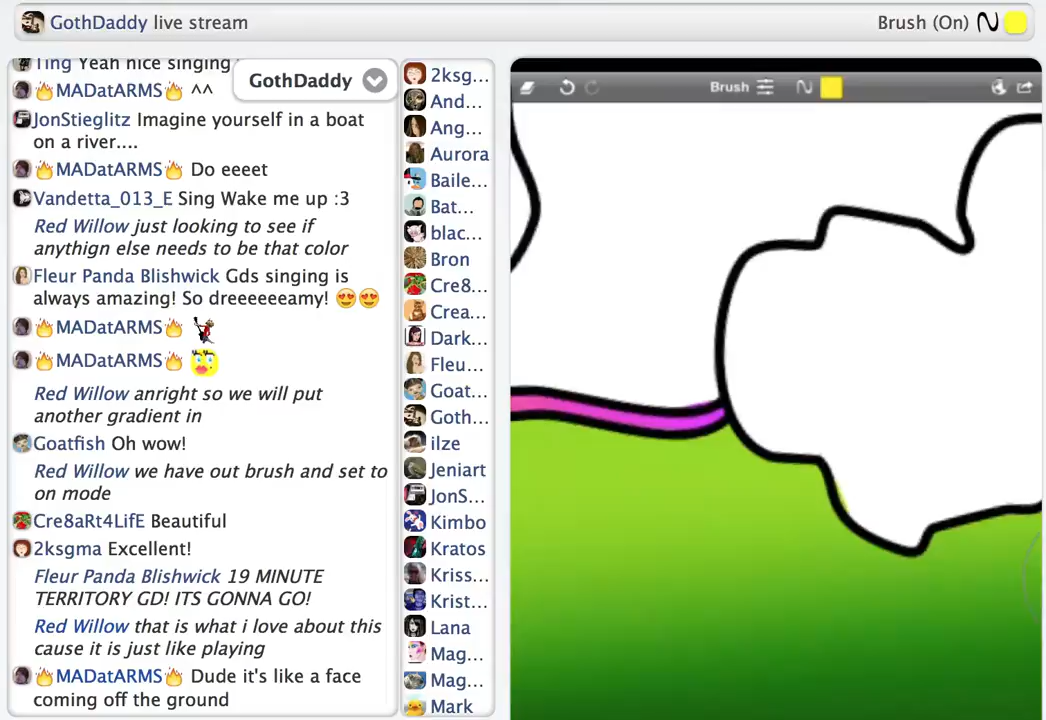 GothDaddy live stream
Brush (On)
Ting Yeah nice singing
GothDaddy
🔥MADatARMS🔥 ^^
JonStieglitz Imagine yourself in a boat
on a river....
🔥MADatARMS🔥 Do eeeet
Vandetta_013_E Sing Wake me up :3
Red Willow just looking to see if
anythign else needs to be that color
Fleur Panda Blishwick Gds singing is
always amazing! So dreeeeeeamy! 😍😍
🔥MADatARMS🔥
🔥MADatARMS🔥
Red Willow anright so we will put
another gradient in
Goatfish Oh wow!
Red Willow we have out brush and set to
on mode
Cre8aRt4LifE Beautiful
2ksgma Excellent!
Fleur Panda Blishwick 19 MINUTE
TERRITORY GD! ITS GONNA GO!
Red Willow that is what i love about this
cause it is just like playing
🔥MADatARMS🔥 Dude it's like a face
coming off the ground
2ksg...
And...
Ang...
Aurora
Baile...
Bat...
blac...
Bron
Cre8...
Crea...
Dark...
Fleu...
Goat...
Goth...
ilze
Jeniart
JonS...
Kimbo
Kratos
Kriss...
Krist...
Lana
Mag...
Mag...
Mark
Brush